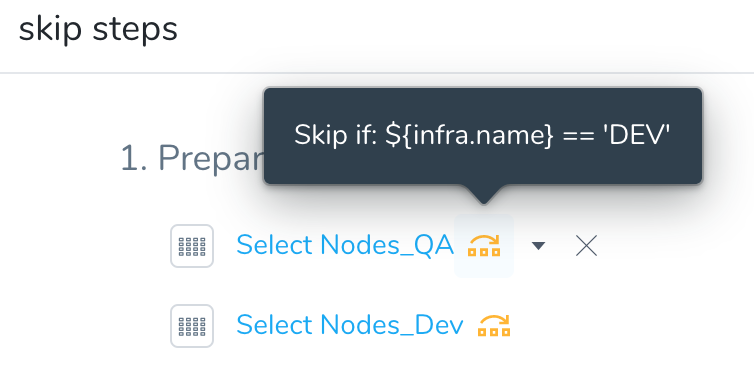 skip steps
Skip if: ${infra.name} == 'DEV'
1. Prepar
Select Nodes_QA
Select Nodes_Dev